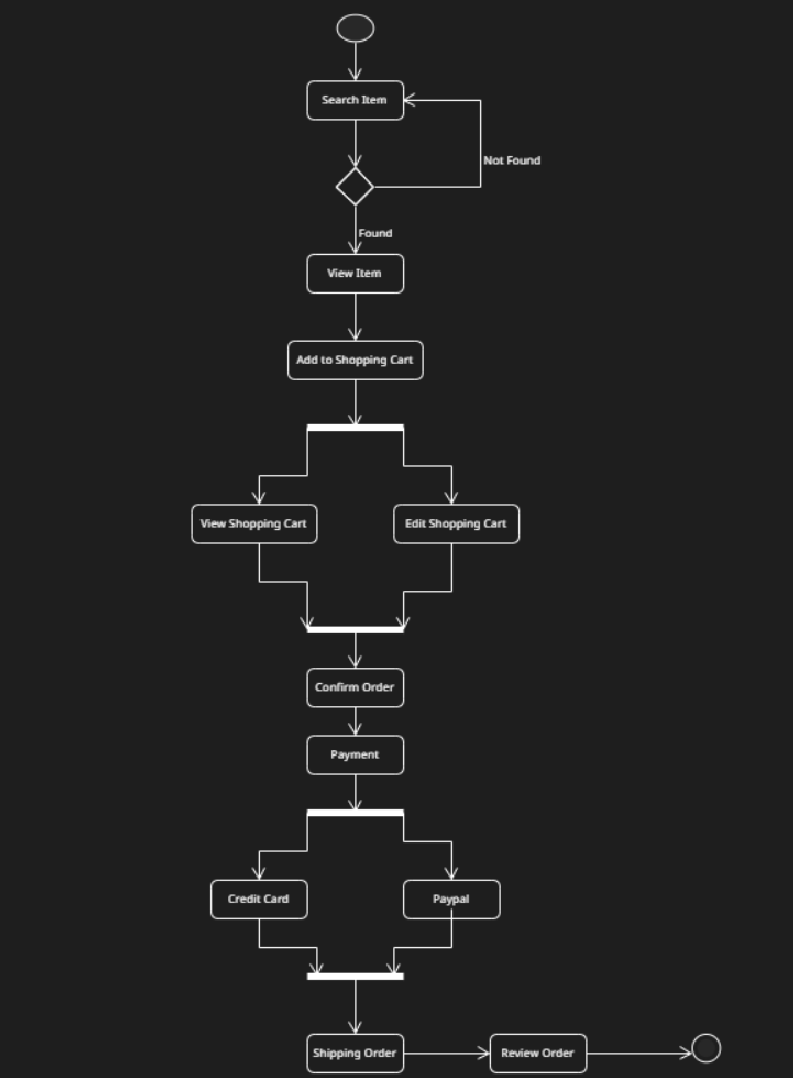 Search Item
Not Found
Found
View Item
Add to Shopping Cart
View Shopping Cart
Edit Shopping Cart
Confirm Order
Payment
Credit Card
Paypal
Shipping Order
Review Order